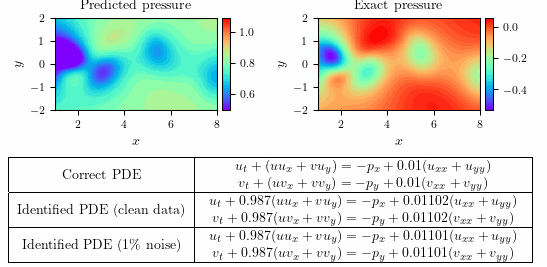 Predicted pressure
Exact pressure
2
1
0
−1
−2
y
2
4
6
8
x
1.0
0.8
0.6
2
1
0
−1
−2
y
2
4
6
8
x
0.0
−0.2
−0.4
Correct PDE
u_t + (uu_x + vu_y) = −p_x + 0.01(u_xx + u_yy)
v_t + (uv_x + vv_y) = −p_y + 0.01(v_xx + v_yy)
Identified PDE (clean data)
u_t + 0.987(uu_x + vu_y) = −p_x + 0.01102(u_xx + u_yy)
v_t + 0.987(uv_x + vv_y) = −p_y + 0.01102(v_xx + v_yy)
Identified PDE (1% noise)
u_t + 0.987(uu_x + vu_y) = −p_x + 0.01101(u_xx + u_yy)
v_t + 0.987(uv_x + vv_y) = −p_y + 0.01101(v_xx + v_yy)